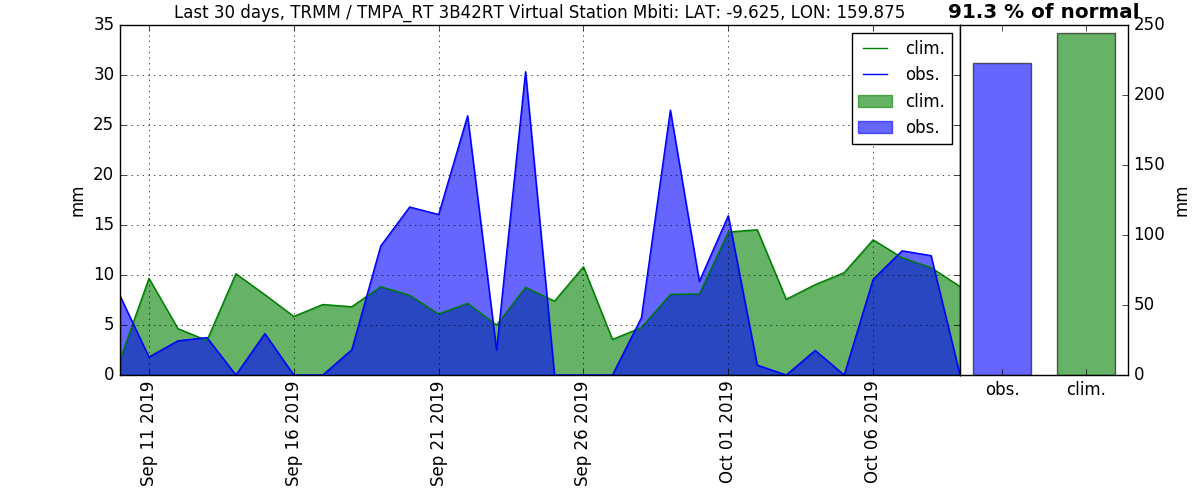 Last 30 days, TRMM / TMPA_RT 3B42RT Virtual Station Mbiti: LAT: -9.625, LON: 159.875
91.3 % of normal
35
30
25
20
15
10
5
0
mm
clim.
obs.
clim.
obs.
Sep 11 2019
Sep 16 2019
Sep 21 2019
Sep 26 2019
Oct 01 2019
Oct 06 2019
250
200
150
100
50
0
mm
obs.
clim.